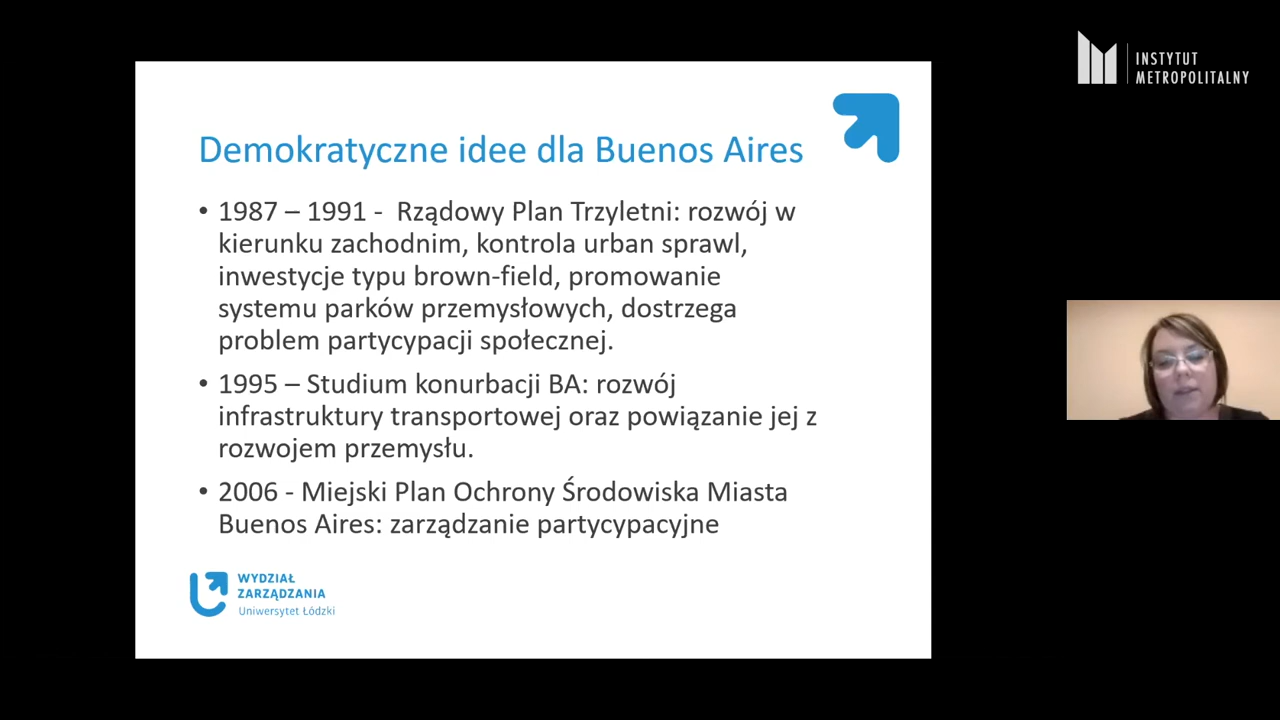 INSTYTUT
METROPOLITALNY
Demokratyczne idee dla Buenos Aires
• 1987 – 1991 -  Rządowy Plan Trzyletni: rozwój w
kierunku zachodnim, kontrola urban sprawl,
inwestycje typu brown-field, promowanie
systemu parków przemysłowych, dostrzega
problem partycypacji społecznej.
• 1995 – Studium konurbacji BA: rozwój
infrastruktury transportowej oraz powiązanie jej z
rozwojem przemysłu.
• 2006 - Miejski Plan Ochrony Środowiska Miasta
Buenos Aires: zarządzanie partycypacyjne
WYDZIAŁ
ZARZĄDZANIA
Uniwersytet Łódzki